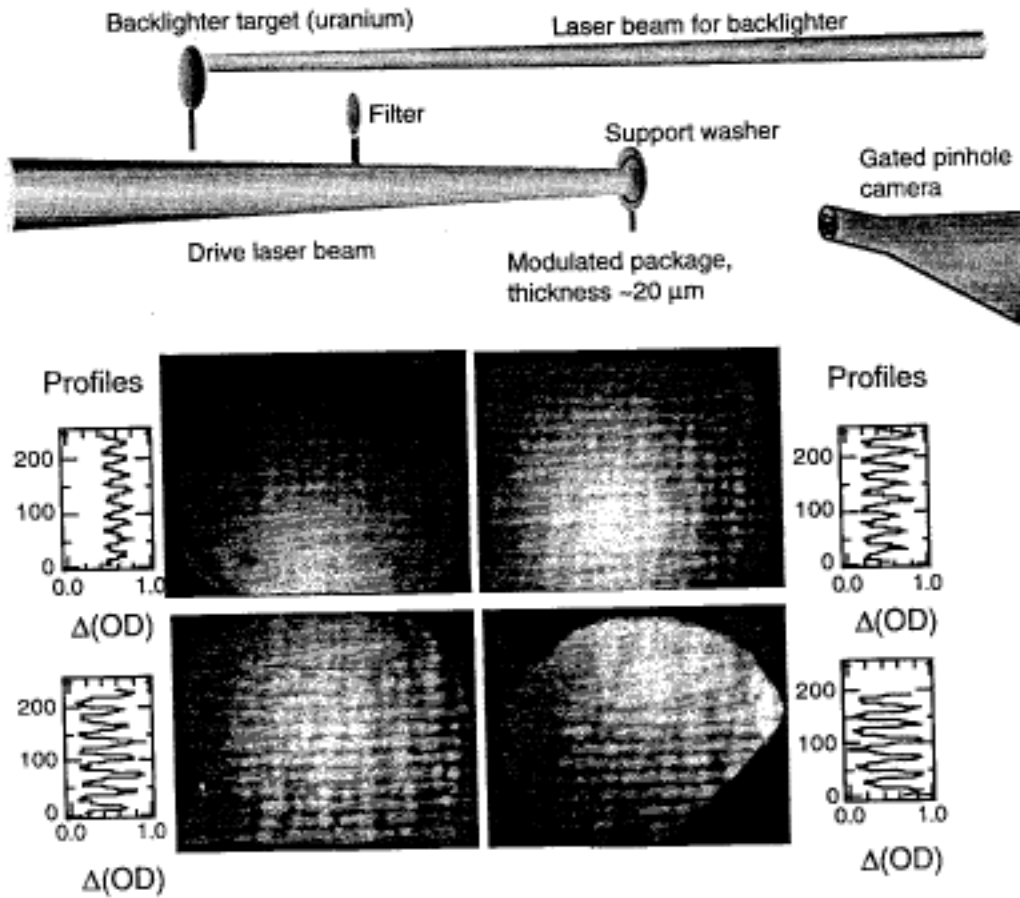 Backlighter target (uranium)
Laser beam for backlighter
Filter
Support washer
Gated pinhole
camera
Drive laser beam
Modulated package,
thickness ~20 μm
Profiles
200
100
0
0.0
1.0
Δ(OD)
Profiles
200
100
0
0.0
1.0
Δ(OD)
200
100
0
0.0
1.0
Δ(OD)
200
100
0
0.0
1.0
Δ(OD)